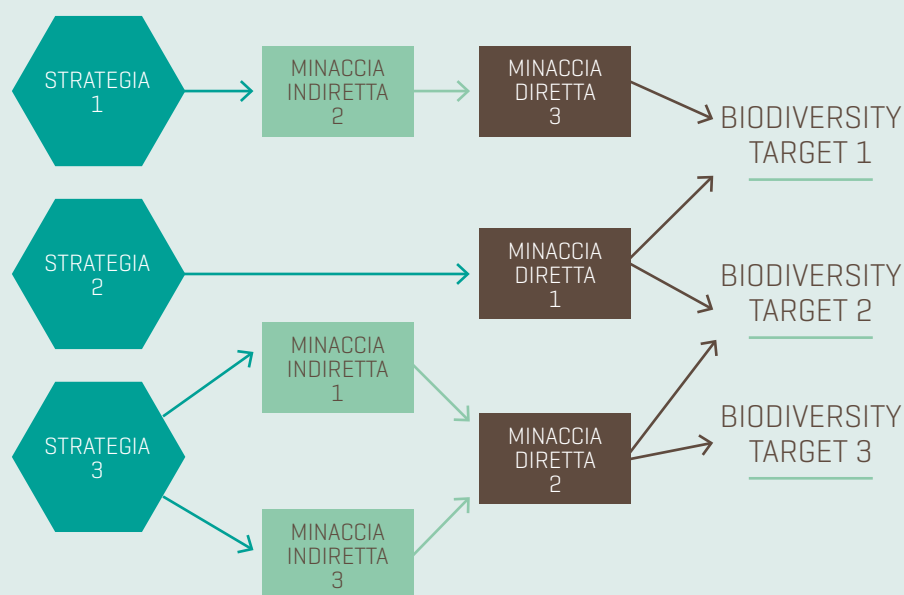 STRATEGIA
1
MINACCIA
INDIRETTA
2
MINACCIA
DIRETTA
3
BIODIVERSITY
TARGET 1
STRATEGIA
2
MINACCIA
DIRETTA
1
BIODIVERSITY
TARGET 2
MINACCIA
INDIRETTA
1
STRATEGIA
3
MINACCIA
DIRETTA
2
BIODIVERSITY
TARGET 3
MINACCIA
INDIRETTA
3